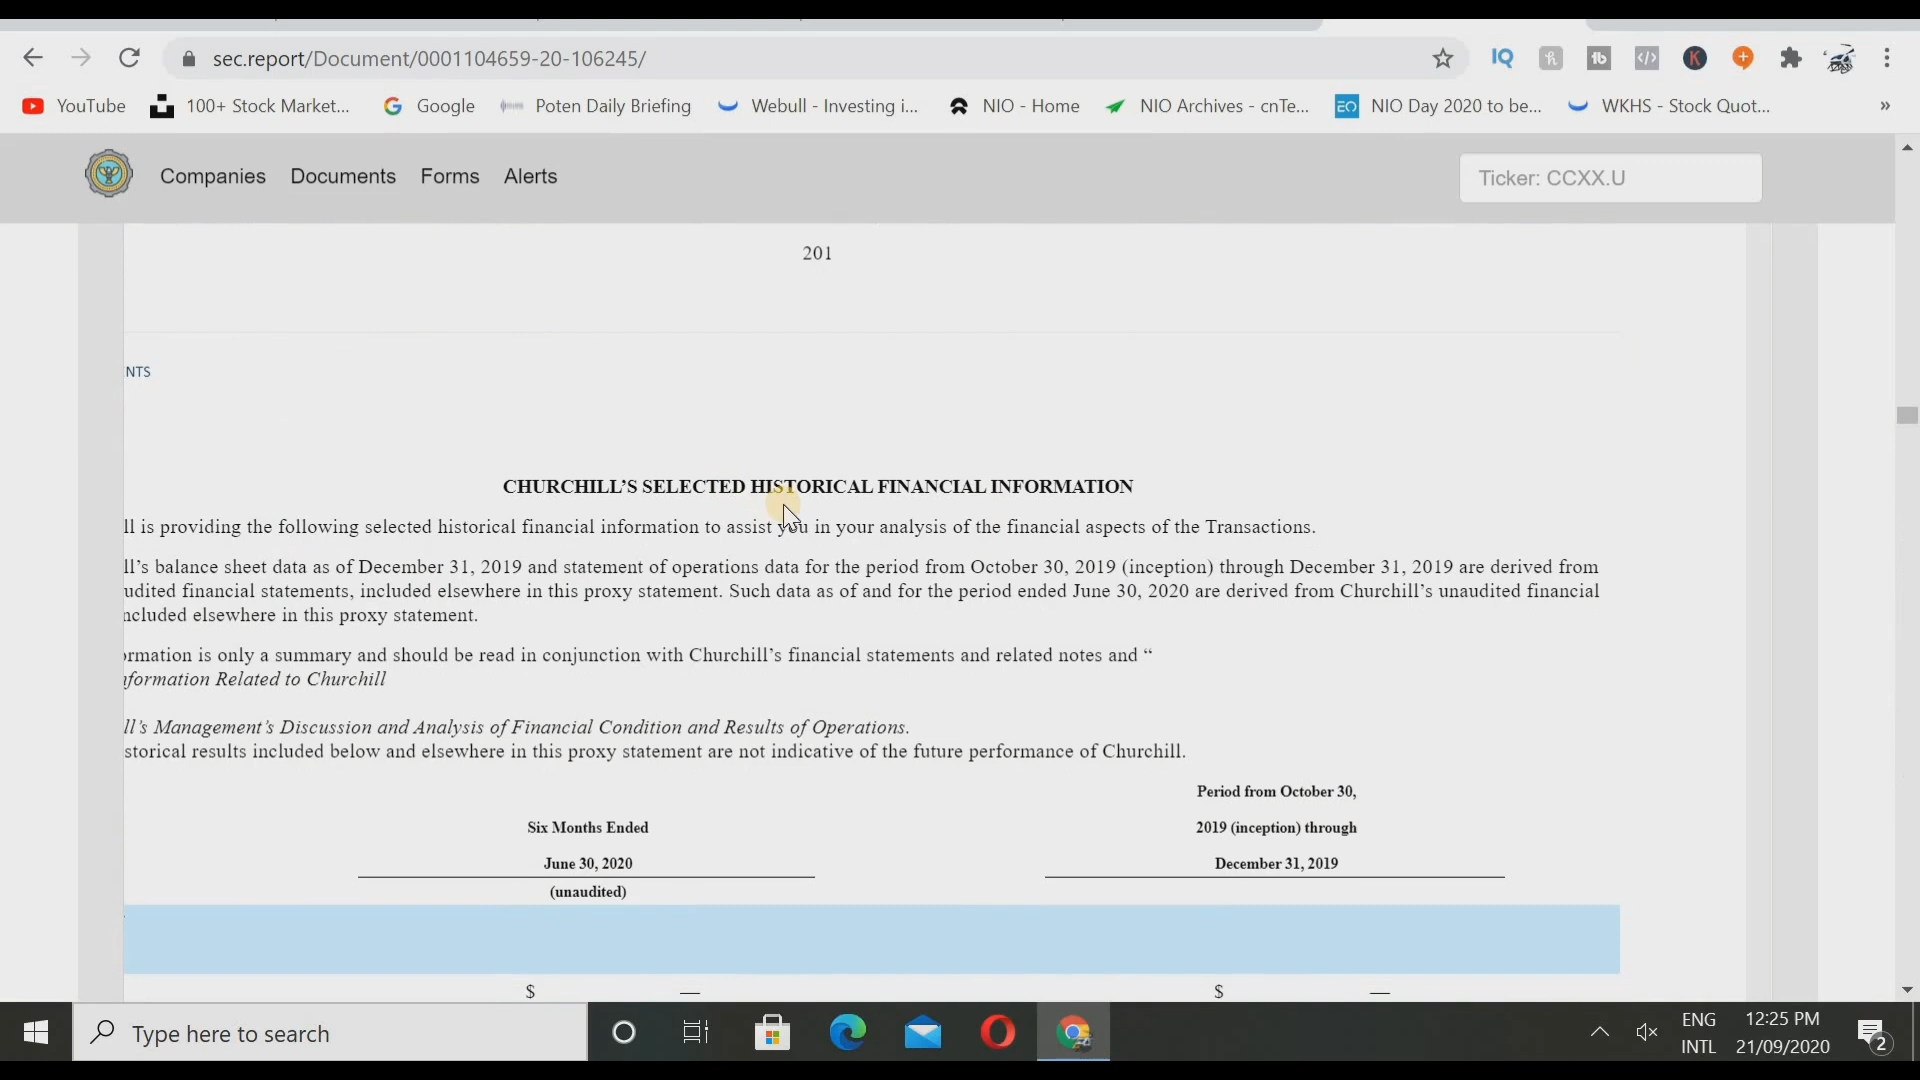 sec.report/Document/0001104659-20-106245/
IQ
tb
</>
K
YouTube
100+ Stock Market...
Google
Poten Daily Briefing
Webull - Investing i...
NIO - Home
NIO Archives - cnTe...
NIO Day 2020 to be...
WKHS - Stock Quot...
»
Companies Documents Forms Alerts
Ticker: CCXX.U
201
NTS
CHURCHILL'S SELECTED HISTORICAL FINANCIAL INFORMATION
ll is providing the following selected historical financial information to assist you in your analysis of the financial aspects of the Transactions.
ll's balance sheet data as of December 31, 2019 and statement of operations data for the period from October 30, 2019 (inception) through December 31, 2019 are derived from
udited financial statements, included elsewhere in this proxy statement. Such data as of and for the period ended June 30, 2020 are derived from Churchill's unaudited financial
ncluded elsewhere in this proxy statement.
ormation is only a summary and should be read in conjunction with Churchill's financial statements and related notes and “
nformation Related to Churchill
ll's Management's Discussion and Analysis of Financial Condition and Results of Operations.
storical results included below and elsewhere in this proxy statement are not indicative of the future performance of Churchill.
Six Months Ended
June 30, 2020
(unaudited)
Period from October 30,
2019 (inception) through
December 31, 2019
$ —
$ —
Type here to search
ENG
INTL
12:25 PM
21/09/2020
2